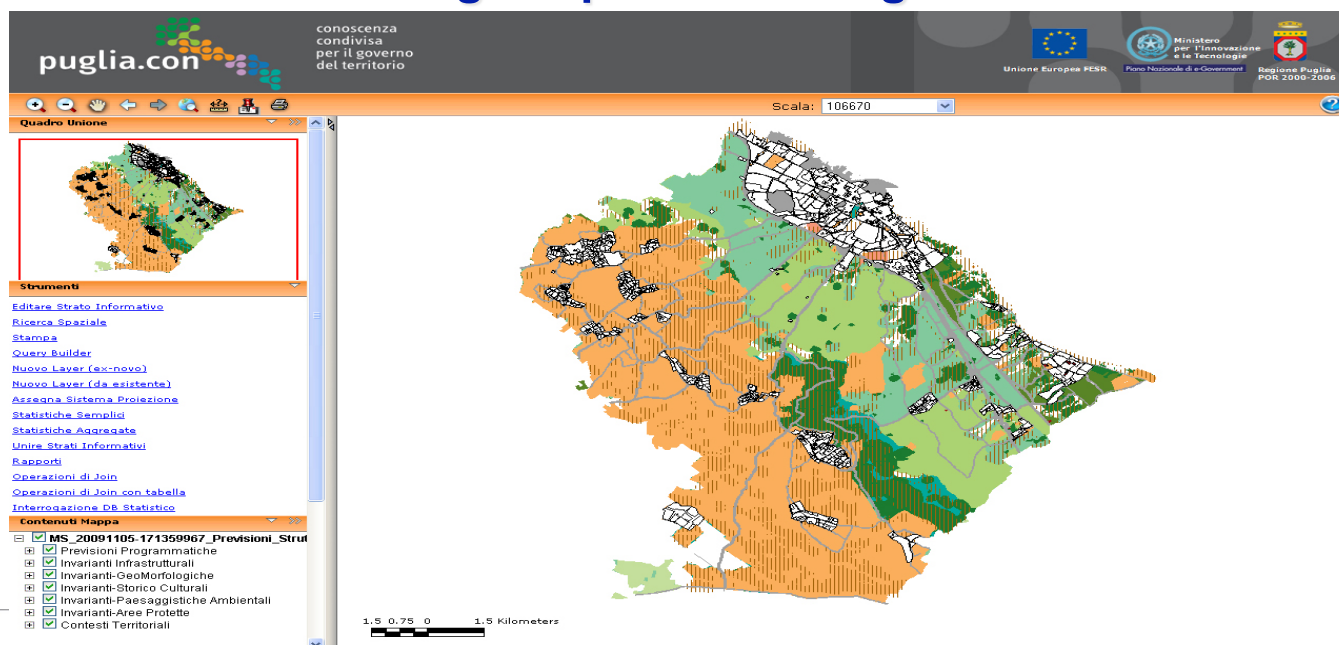 puglia.con
conoscenza
condivisa
per il governo
del territorio
Unione Europea FESR
Ministero
per l'Innovazione
e le Tecnologie
Piano Nazionale di e-Government
Regione Puglia
POR 2000-2006
Scala: 106670
Quadro Unione
Strumenti
Editare Strato Informativo
Ricerca Spaziale
Stampa
Query Builder
Nuovo Layer (ex-novo)
Nuovo Layer (da esistente)
Assegna Sistema Proiezione
Statistiche Semplici
Statistiche Aggregate
Unire Strati Informativi
Rapporti
Operazioni di Join
Operazioni di Join con tabella
Interrogazione DB Statistico
Contenuti Mappa
MS_20091105-171359967_Previsioni_Strut
Previsioni Programmatiche
Invarianti Infrastrutturali
Invarianti-GeoMorfologiche
Invarianti-Storico Culturali
Invarianti-Paesaggistiche Ambientali
Invarianti-Aree Protette
Contesti Territoriali
1.5 0.75 0 1.5 Kilometers